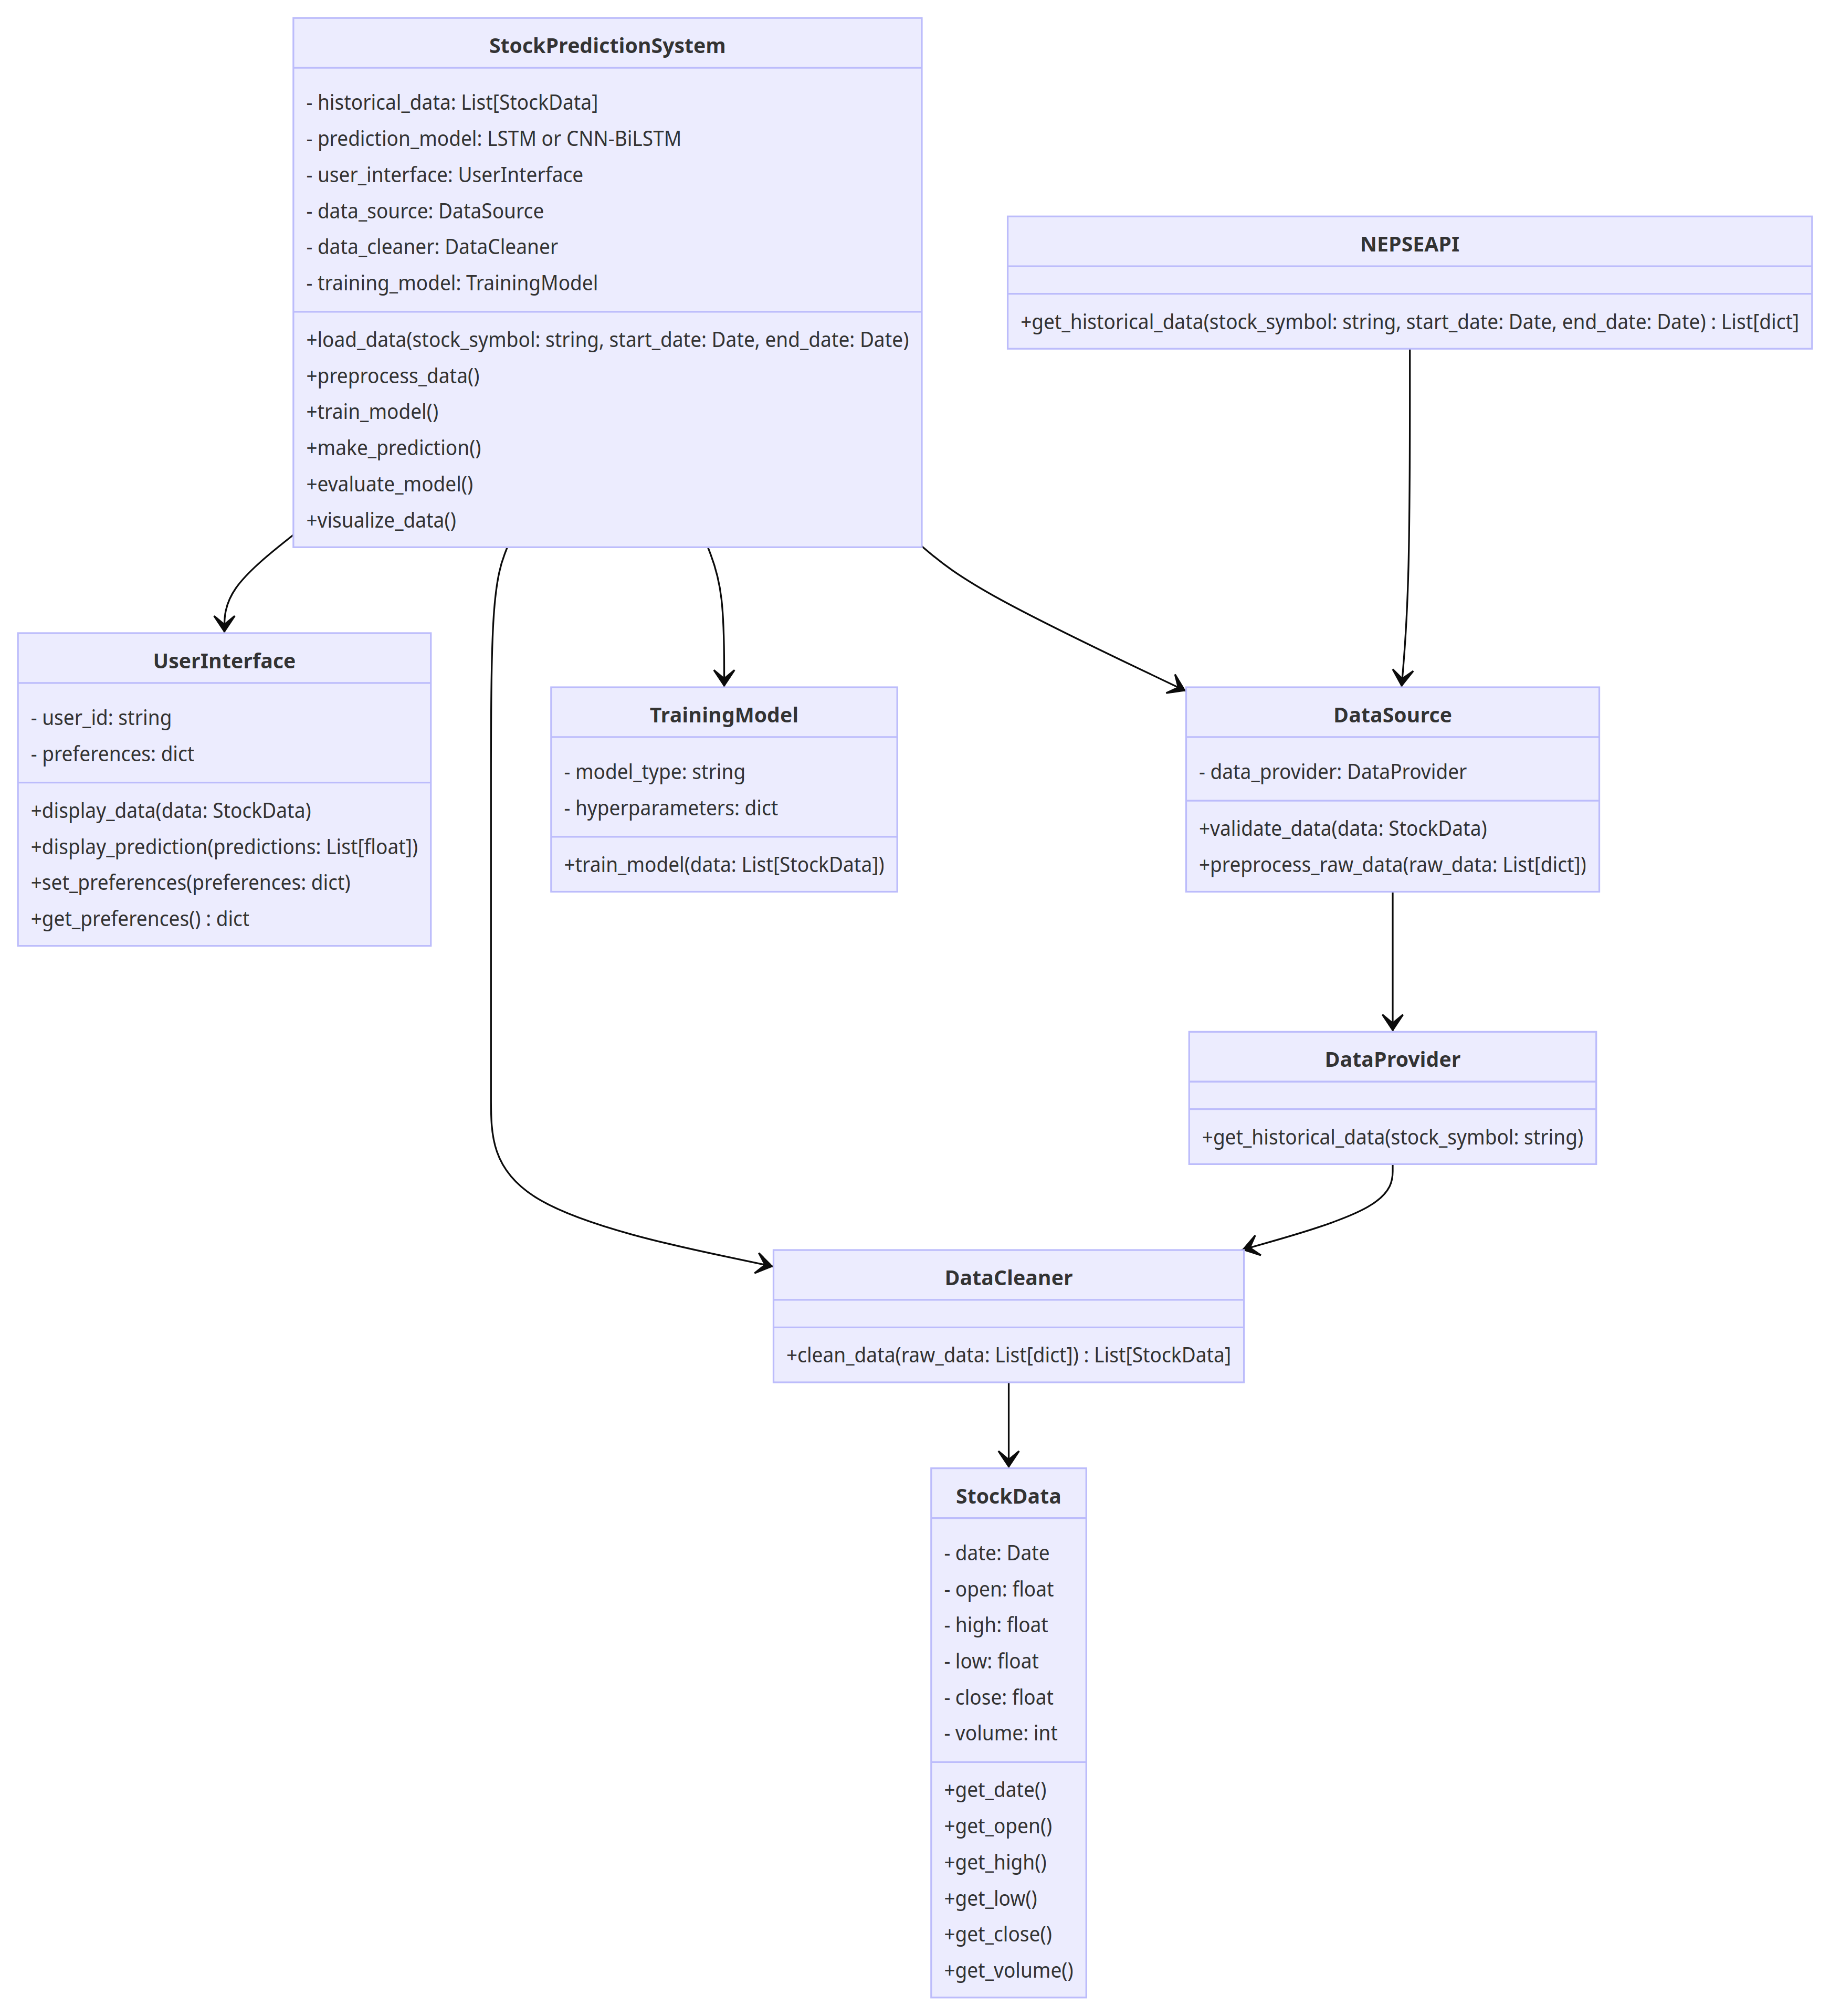 StockPredictionSystem
- historical_data: List[StockData]
- prediction_model: LSTM or CNN-BiLSTM
- user_interface: UserInterface
- data_source: DataSource
- data_cleaner: DataCleaner
- training_model: TrainingModel
+load_data(stock_symbol: string, start_date: Date, end_date: Date)
+preprocess_data()
+train_model()
+make_prediction()
+evaluate_model()
+visualize_data()
NEPSEAPI
+get_historical_data(stock_symbol: string, start_date: Date, end_date: Date) : List[dict]
UserInterface
- user_id: string
- preferences: dict
+display_data(data: StockData)
+display_prediction(predictions: List[float])
+set_preferences(preferences: dict)
+get_preferences() : dict
TrainingModel
- model_type: string
- hyperparameters: dict
+train_model(data: List[StockData])
DataSource
- data_provider: DataProvider
+validate_data(data: StockData)
+preprocess_raw_data(raw_data: List[dict])
DataProvider
+get_historical_data(stock_symbol: string)
DataCleaner
+clean_data(raw_data: List[dict]) : List[StockData]
StockData
- date: Date
- open: float
- high: float
- low: float
- close: float
- volume: int
+get_date()
+get_open()
+get_high()
+get_low()
+get_close()
+get_volume()